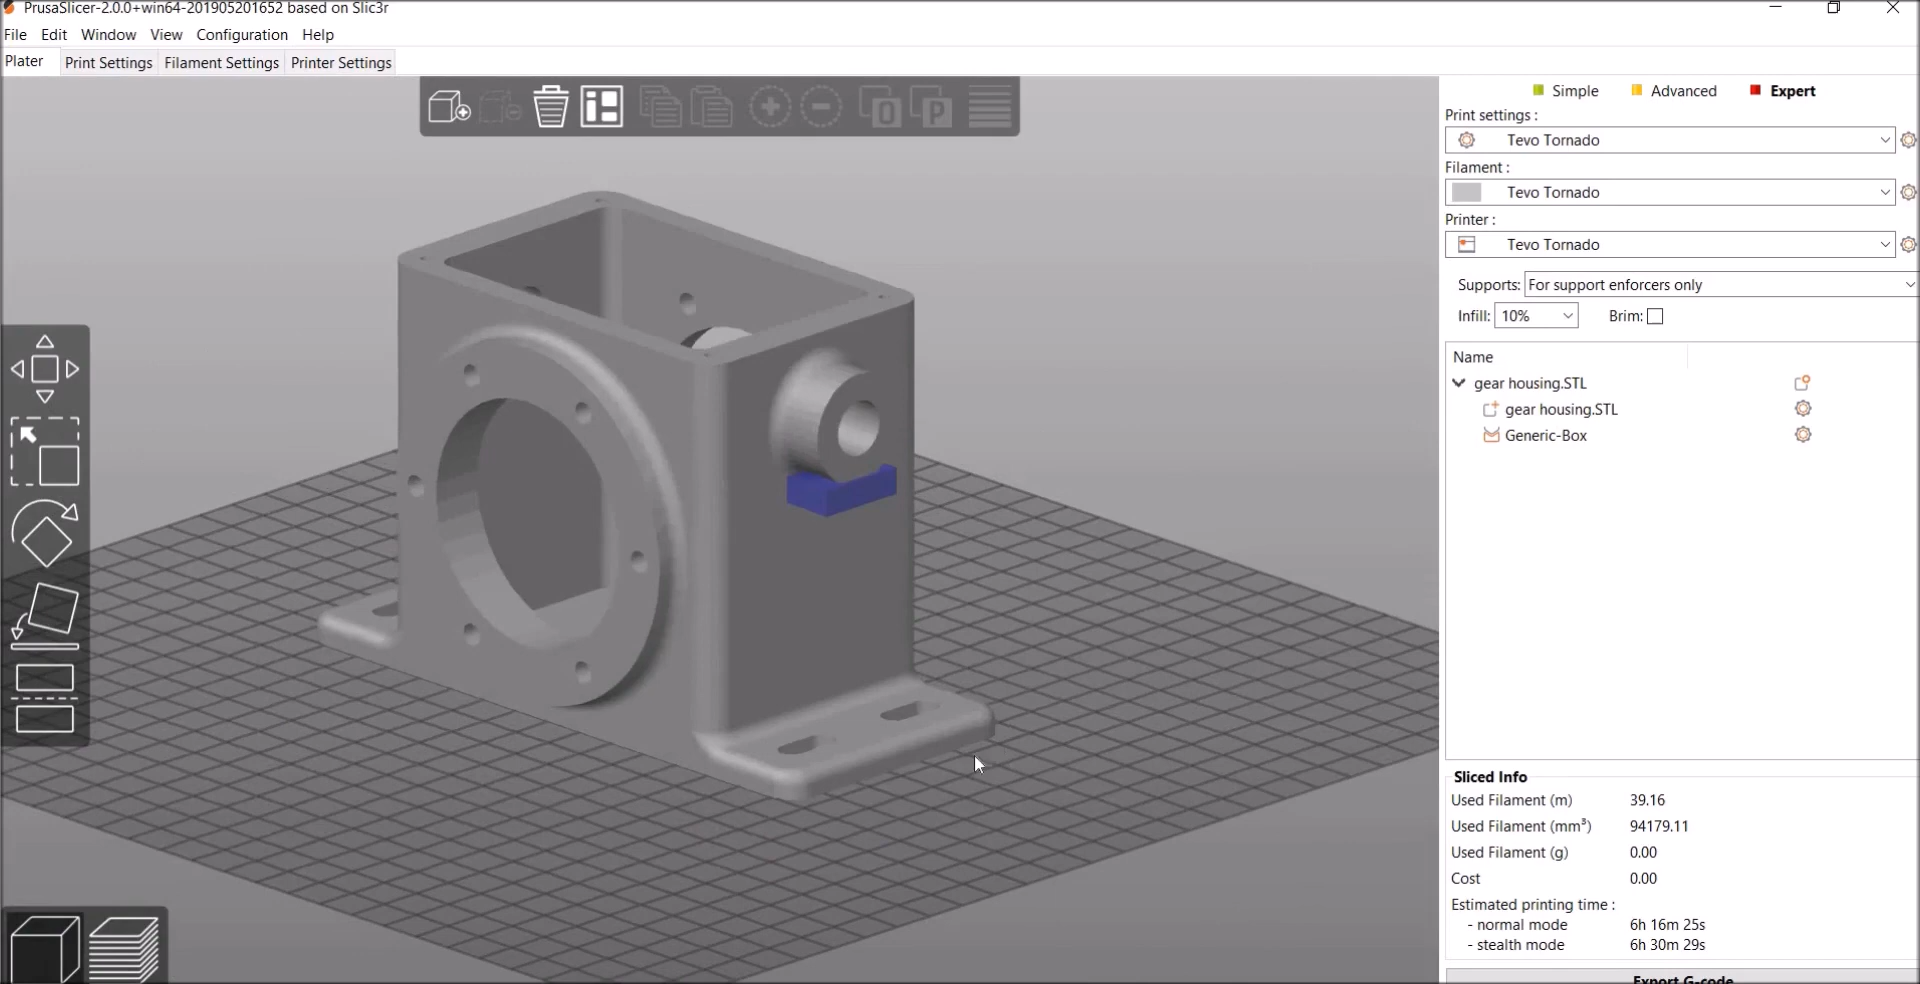 PrusaSlicer-2.0.0+win64-201905201652 based on Slic3r
File Edit Window View Configuration Help
Plater Print Settings Filament Settings Printer Settings
Simple Advanced Expert
Print settings :
Tevo Tornado
Filament :
Tevo Tornado
Printer :
Tevo Tornado
Supports: For support enforcers only
Infill: 10% Brim:
Name
gear housing.STL
gear housing.STL
Generic-Box
Sliced Info
Used Filament (m) 39.16
Used Filament (mm³) 94179.11
Used Filament (g) 0.00
Cost 0.00
Estimated printing time :
- normal mode 6h 16m 25s
- stealth mode 6h 30m 29s
Export G-code